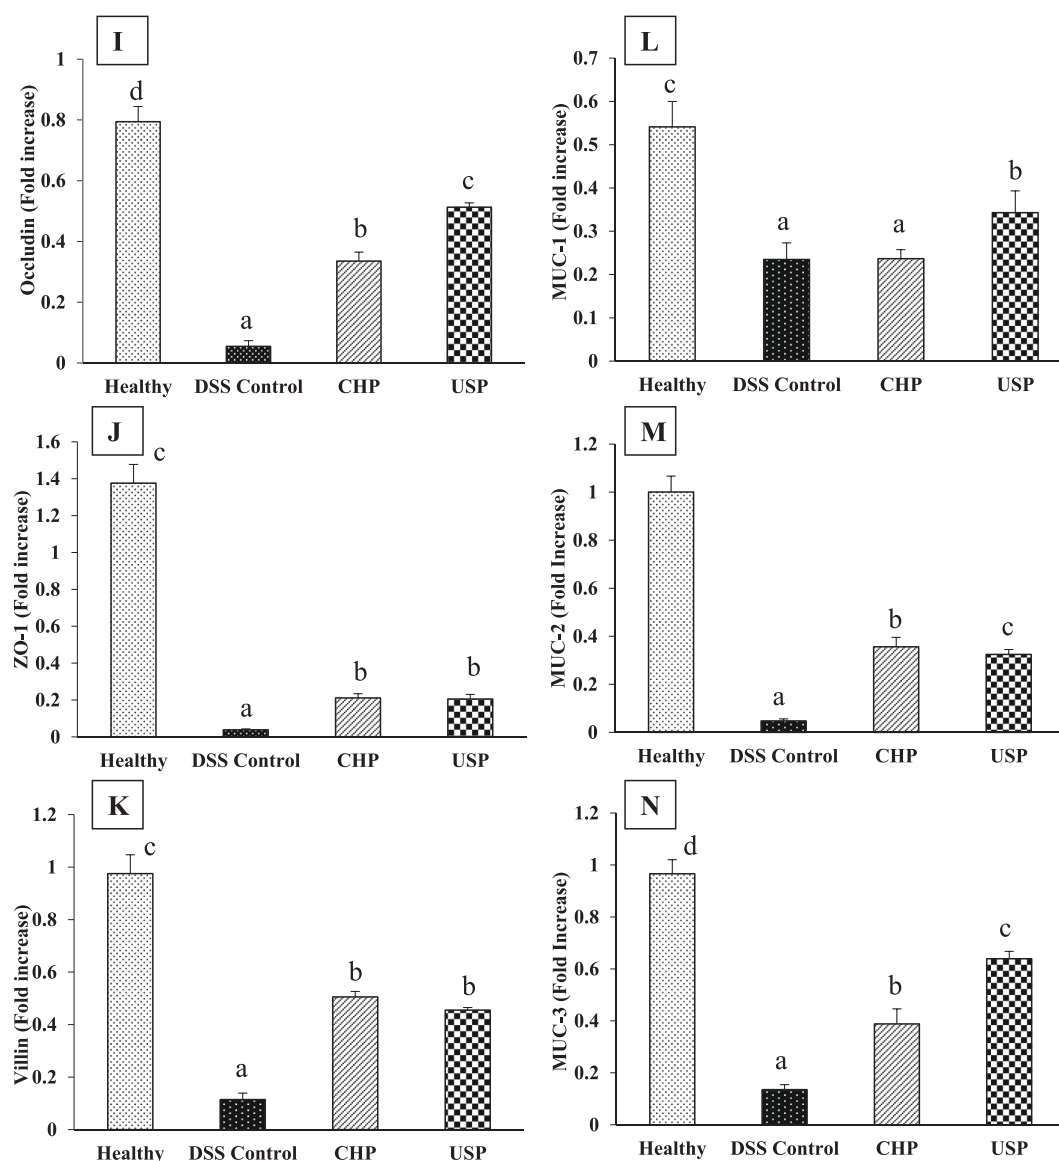 I
Occludin (Fold increase)
1
0.8
0.6
0.4
0.2
0
d
a
b
c
Healthy DSS Control CHP USP
L
MUC-1 (Fold increase)
0.7
0.6
0.5
0.4
0.3
0.2
0.1
0
c
a
a
b
Healthy DSS Control CHP USP
J
ZO-1 (Fold increase)
1.6
1.4
1.2
1
0.8
0.6
0.4
0.2
0
c
a
b
b
Healthy DSS Control CHP USP
M
MUC-2 (Fold Increase)
1.2
1
0.8
0.6
0.4
0.2
0
a
b
c
Healthy DSS Control CHP USP
K
Villin (Fold increase)
1.2
1
0.8
0.6
0.4
0.2
0
c
a
b
b
Healthy DSS Control CHP USP
N
MUC-3 (Fold Increase)
1.2
1
0.8
0.6
0.4
0.2
0
d
a
b
c
Healthy DSS Control CHP USP